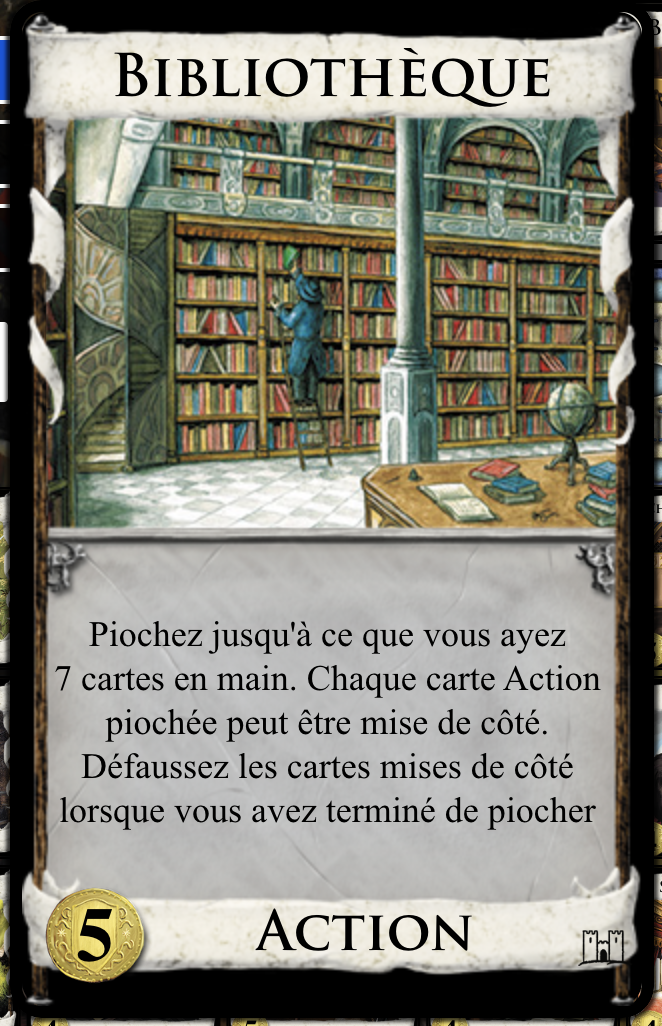 Bibliothèque
Piochez jusqu'à ce que vous ayez
7 cartes en main. Chaque carte Action
piochée peut être mise de côté.
Défaussez les cartes mises de côté
lorsque vous avez terminé de piocher
5 Action